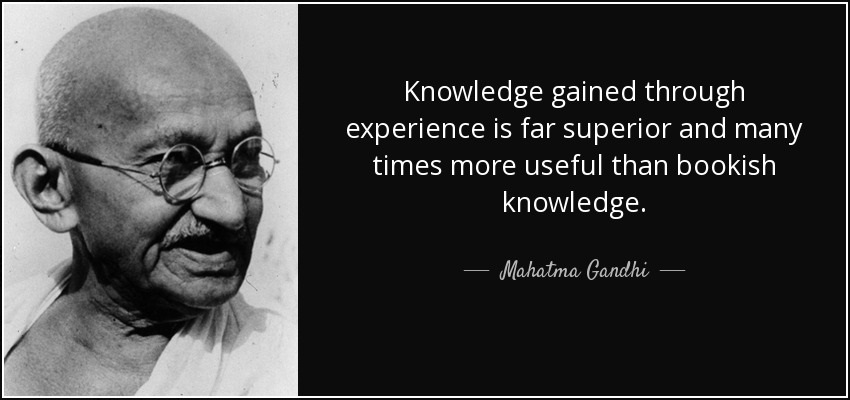 Knowledge gained through
experience is far superior and many
times more useful than bookish
knowledge.
Mahatma Gandhi